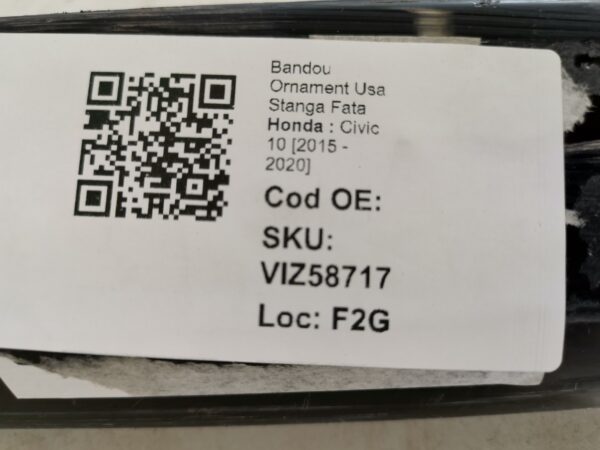 Bandou
Ornament Usa
Stanga Fata
Honda : Civic
10 [2015 -
2020]
Cod OE:
SKU:
VIZ58717
Loc: F2G